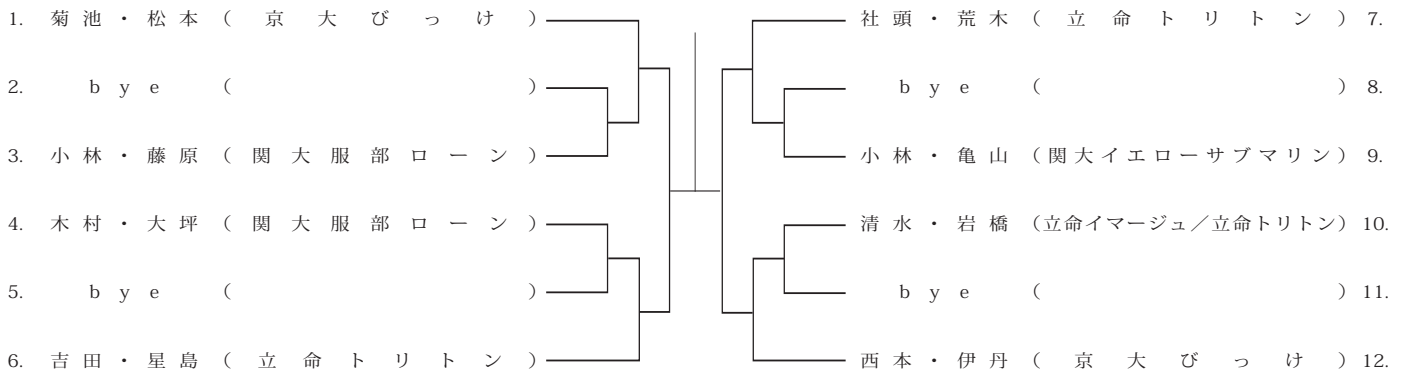 1. 菊池・松本（京大びっけ）
2. bye （ ）
3. 小林・藤原（関大服部ローン）
4. 木村・大坪（関大服部ローン）
5. bye （ ）
6. 吉田・星島（立命トリトン）
社頭・荒木（立命トリトン） 7.
bye （ ） 8.
小林・亀山（関大イエローサブマリン） 9.
清水・岩橋（立命イマージュ／立命トリトン） 10.
bye （ ） 11.
西本・伊丹（京大びっけ） 12.